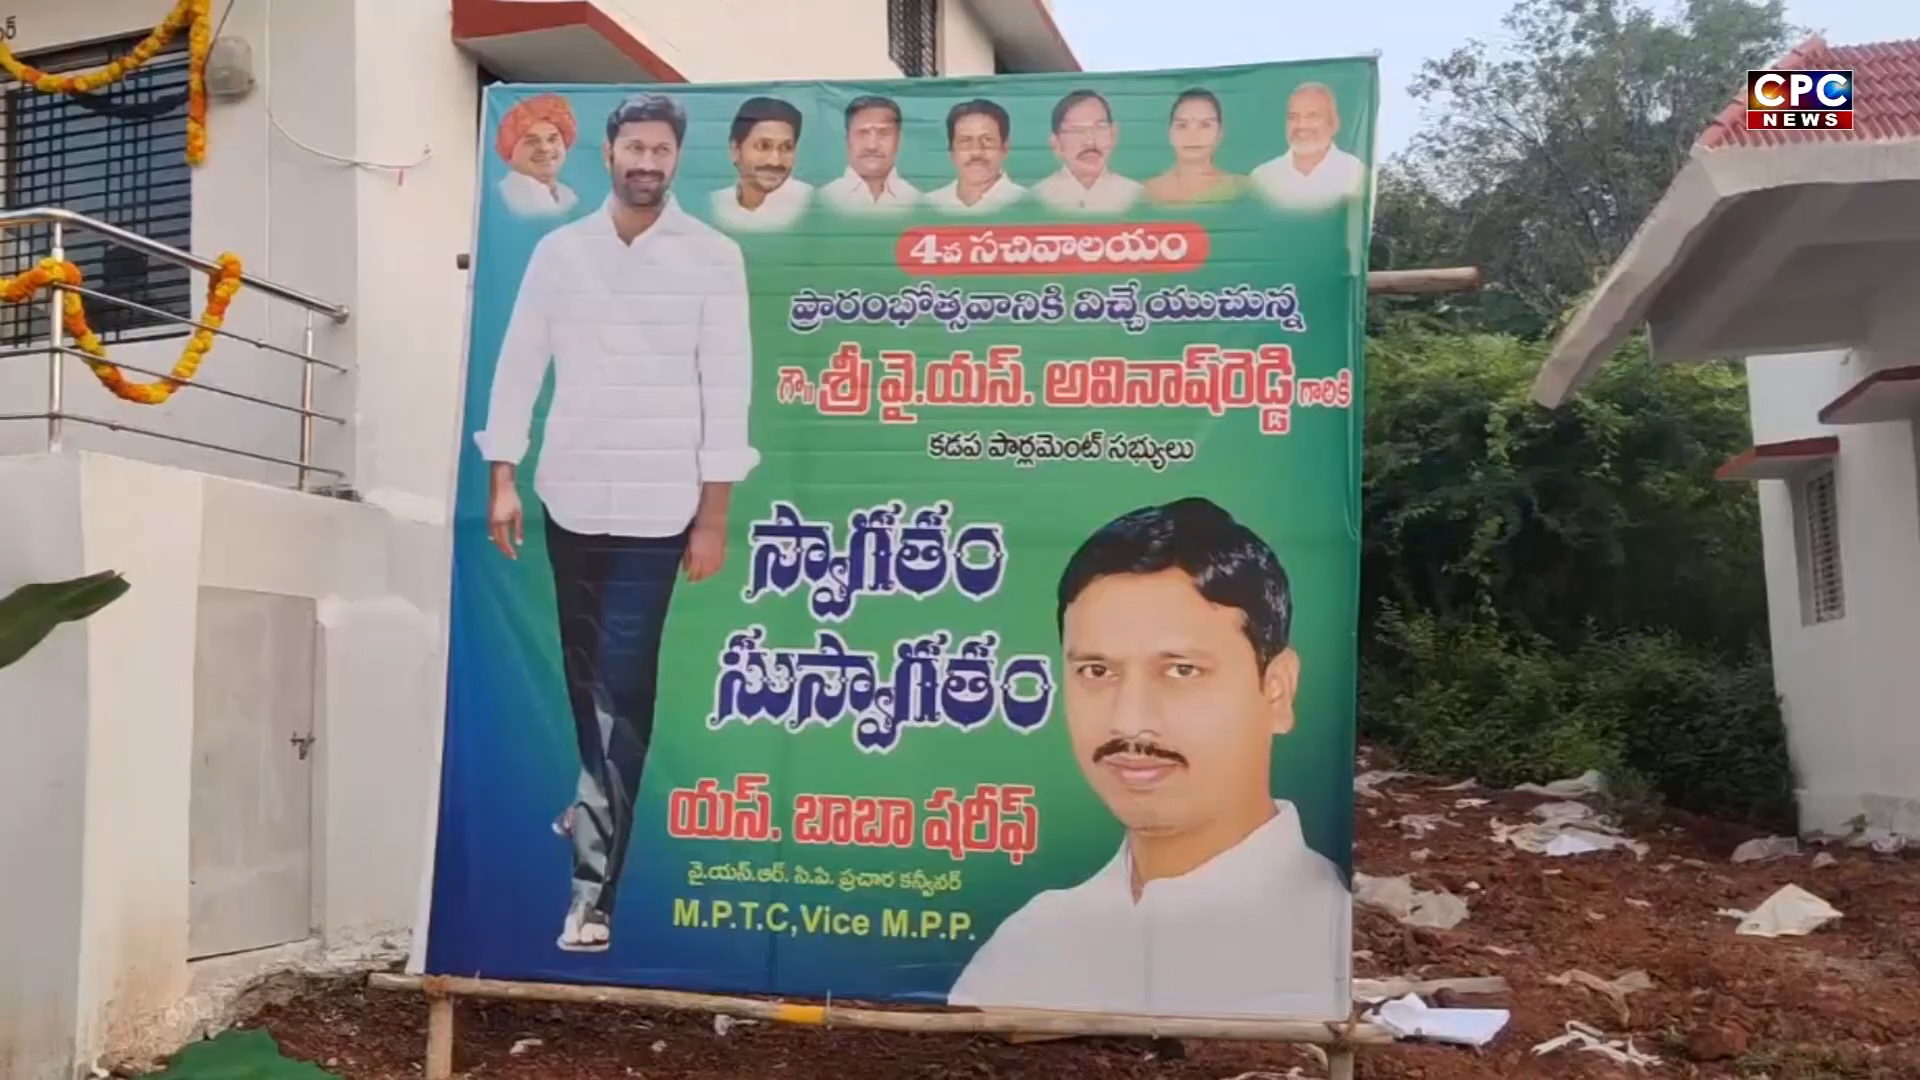 CPC
NEWS
4వ సచివాలయం
ప్రారంభోత్సవానికి విచ్చేయుచున్న
గౌ॥ శ్రీ వై.యస్. అవినాష్‌రెడ్డి గారికి
కడప పార్లమెంట్ సభ్యులు
స్వాగతం
సుస్వాగతం
యస్. బాబా షరీఫ్
వై.యస్.ఆర్. సి.పి. ప్రచార కన్వీనర్
M.P.T.C,Vice M.P.P.